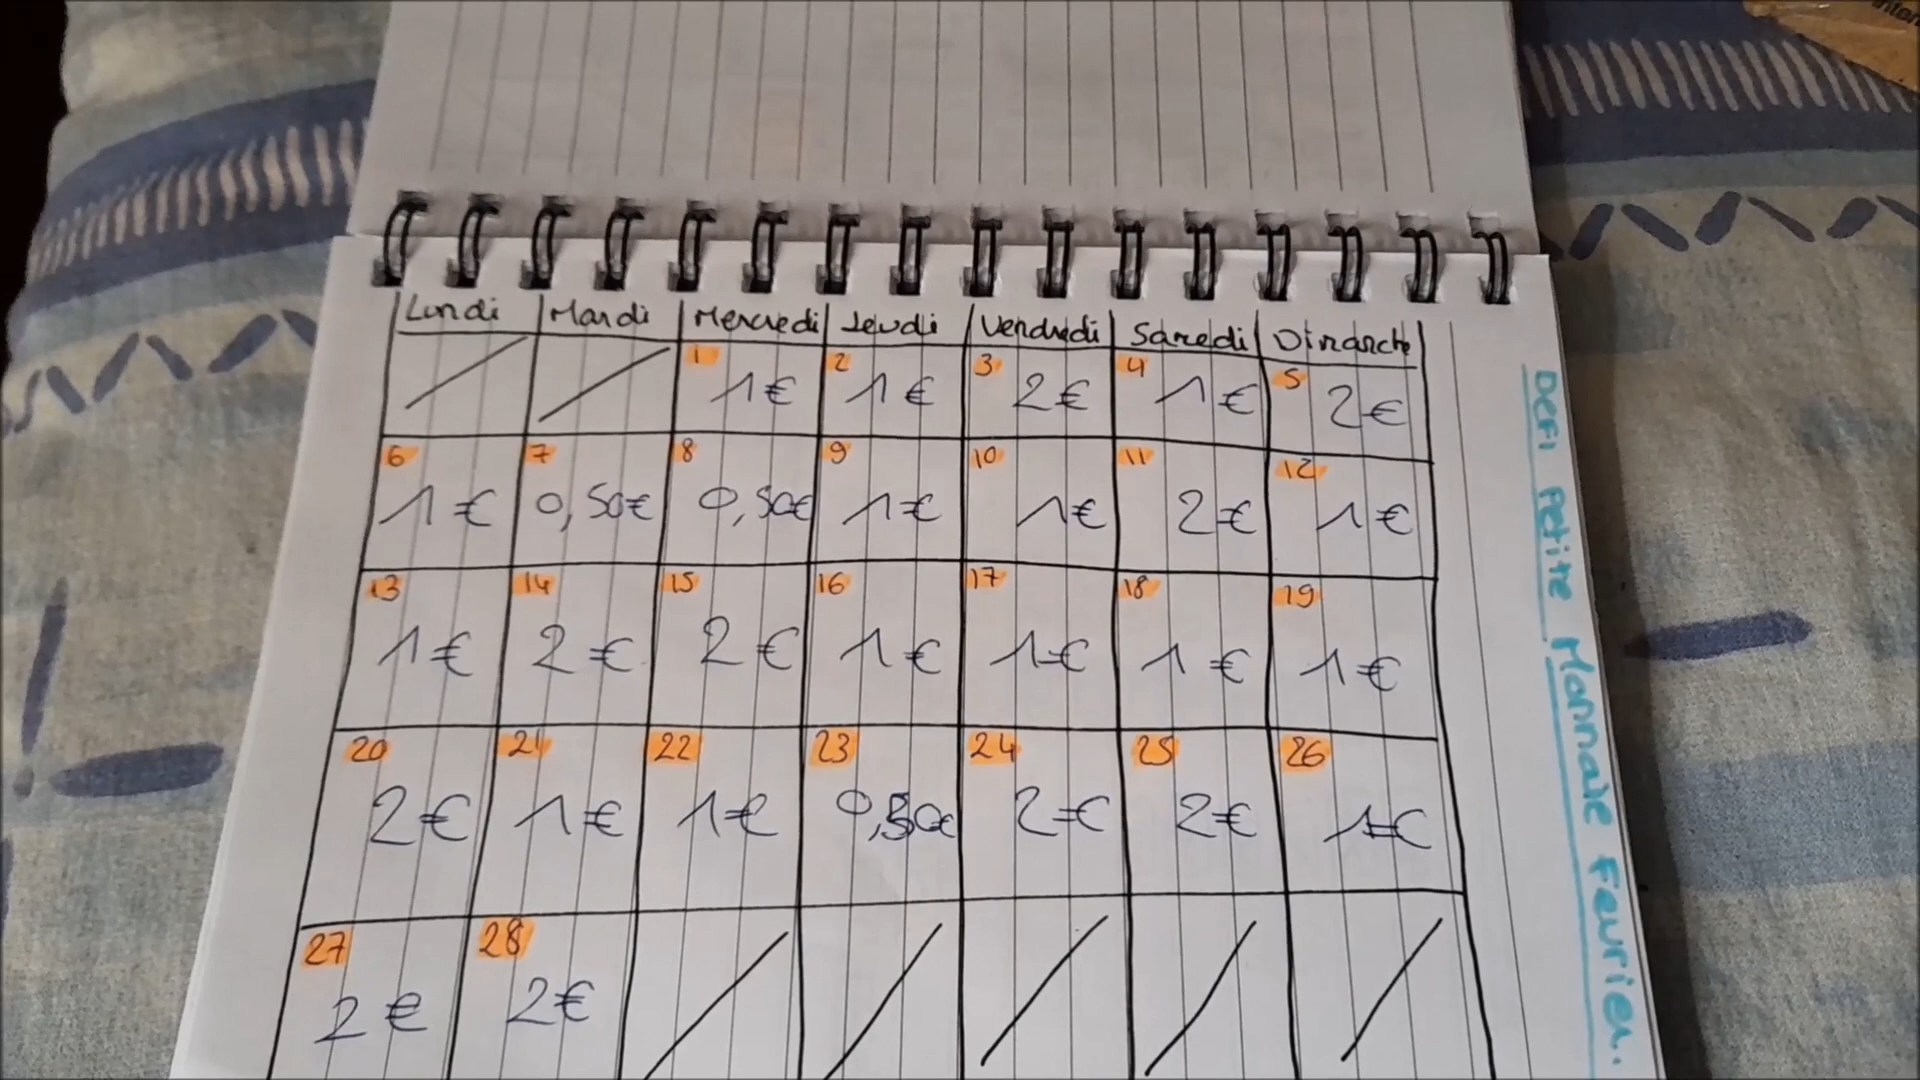 Lundi Mardi Mercredi Jeudi Vendredi Samedi Dimanche
1 2 3 4 5
1€ 1€ 2€ 1€ 2€
6 7 8 9 10 11 12
1€ 0,50€ 0,50€ 1€ 1€ 2€ 1€
13 14 15 16 17 18 19
1€ 2€ 2€ 1€ 1€ 1€ 1€
20 21 22 23 24 25 26
2€ 1€ 1€ 0,50€ 2€ 2€ 1€
27 28
2€ 2€
Défi Petite Monnaie Fevrier.